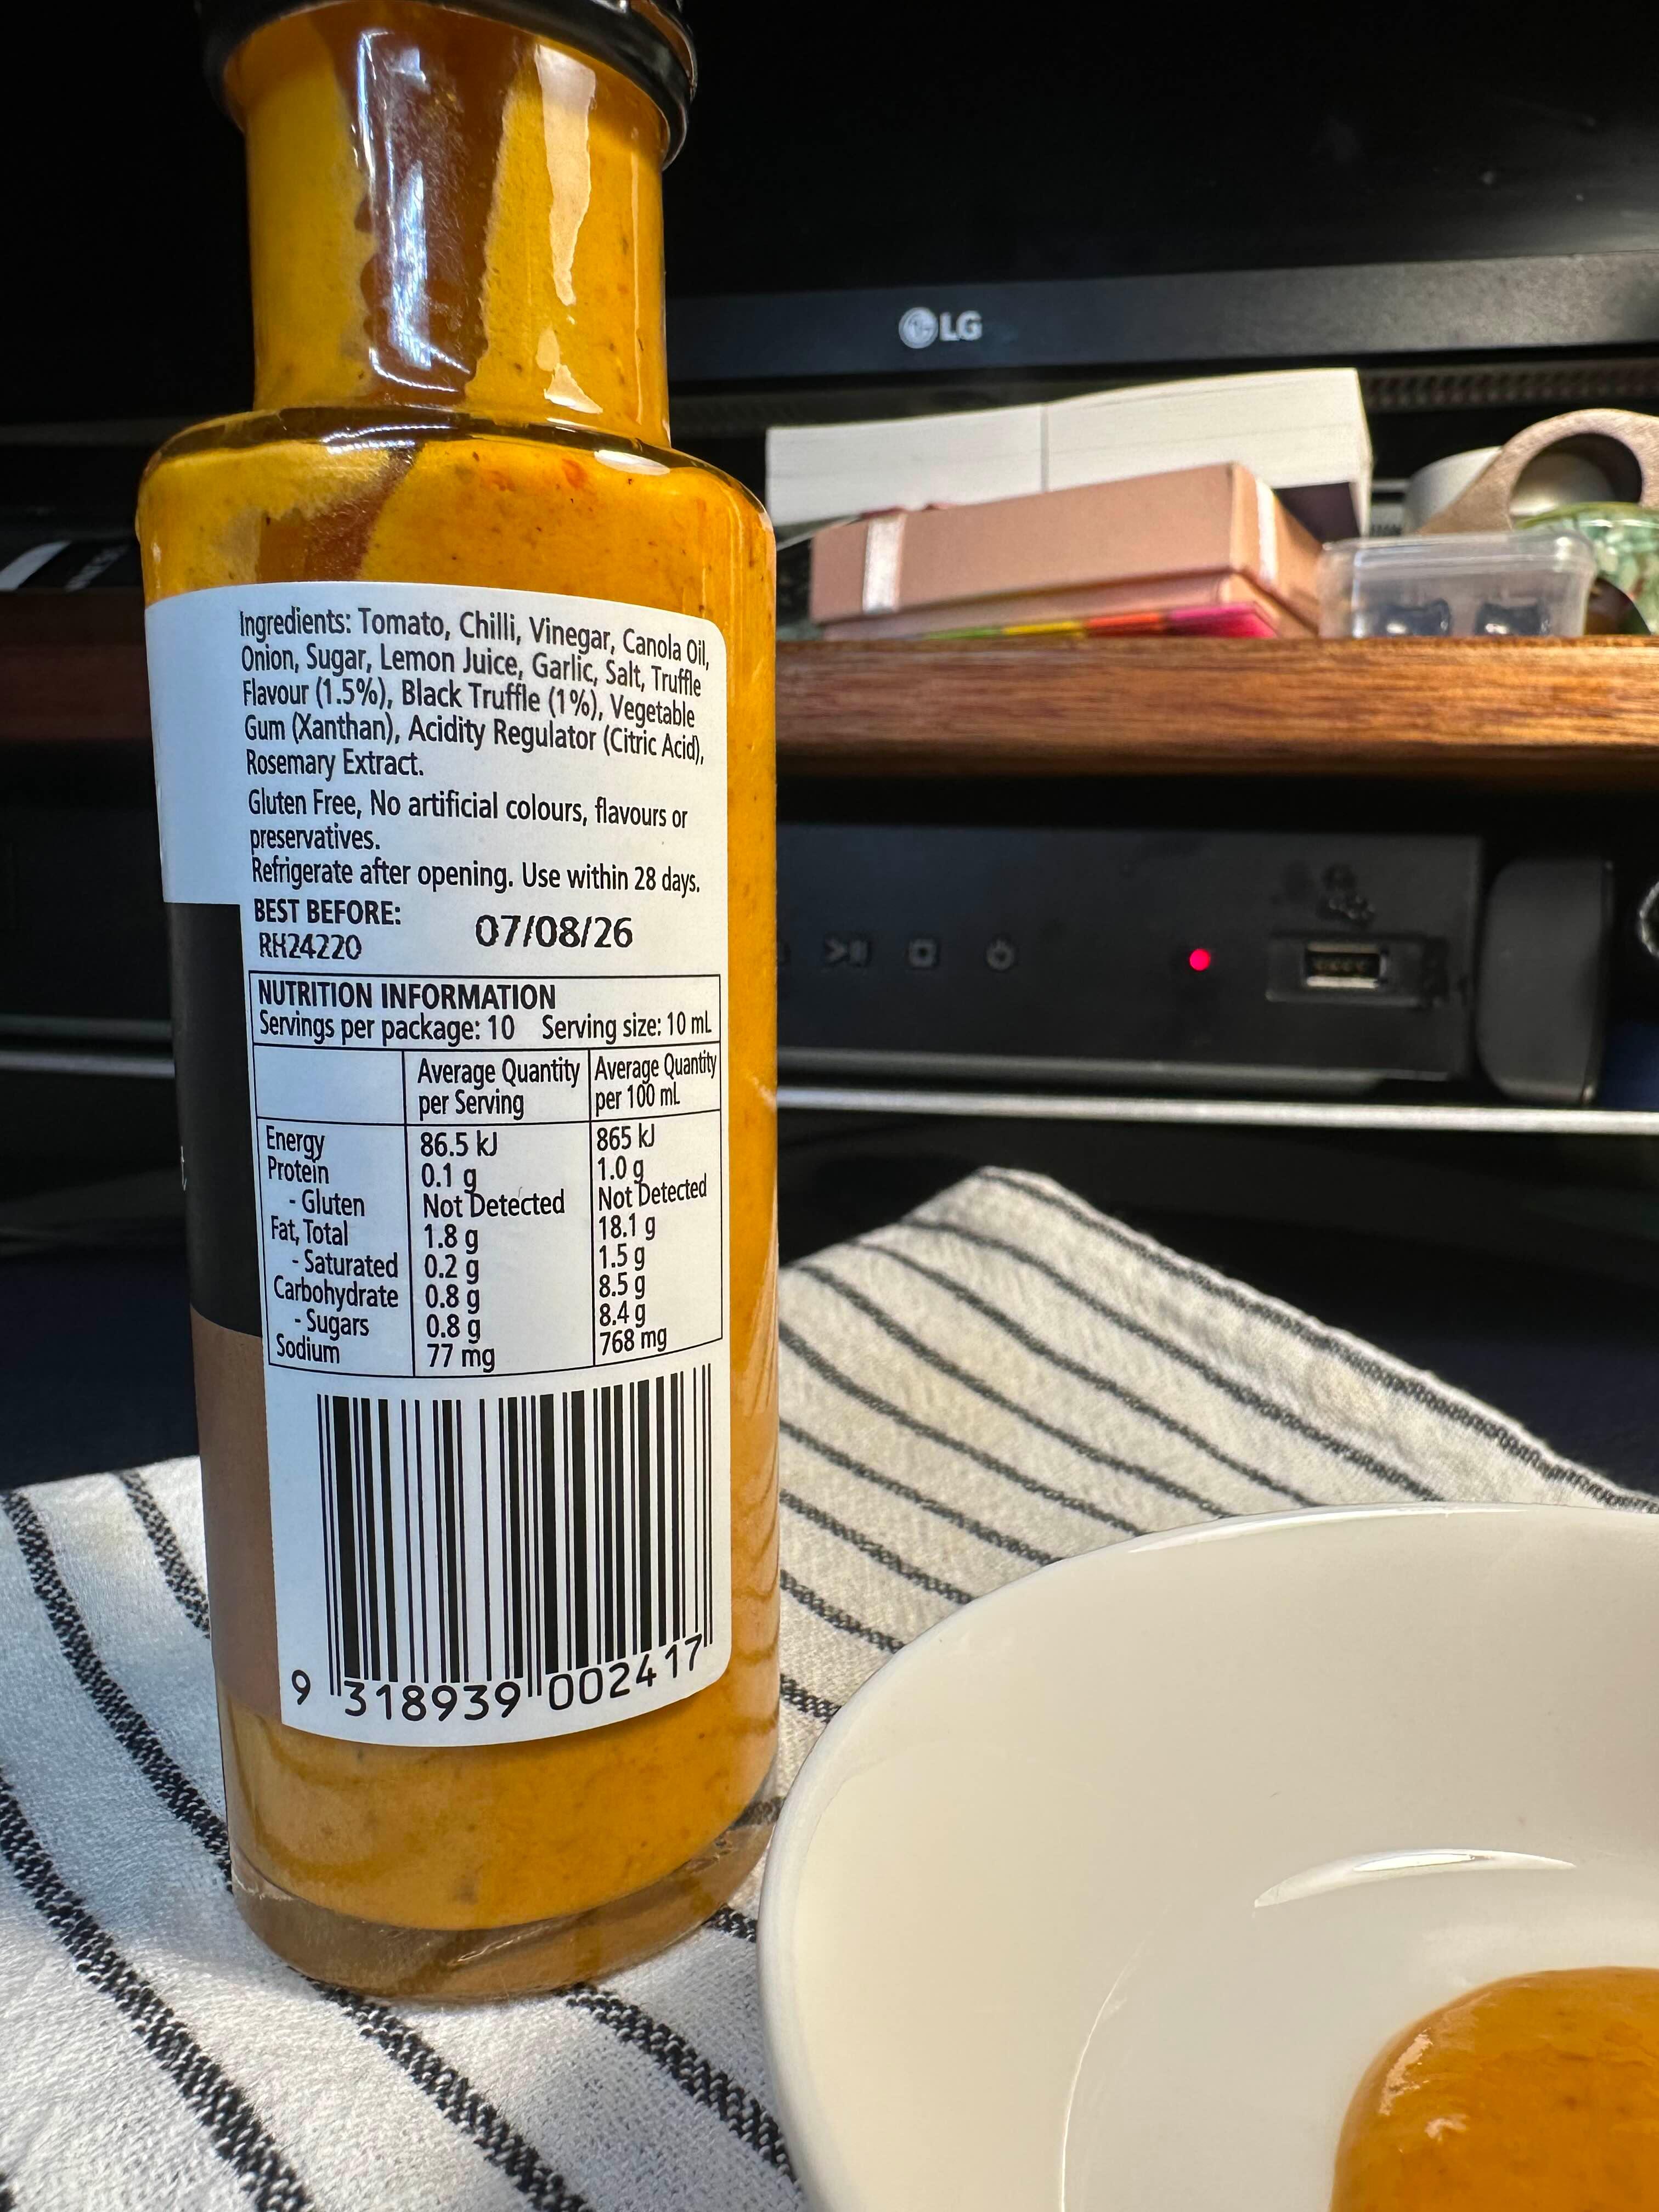 LG
Ingredients: Tomato, Chilli, Vinegar, Canola Oil,
Onion, Sugar, Lemon Juice, Garlic, Salt, Truffle
Flavour (1.5%), Black Truffle (1%), Vegetable
Gum (Xanthan), Acidity Regulator (Citric Acid),
Rosemary Extract.
Gluten Free, No artificial colours, flavours or
preservatives.
Refrigerate after opening. Use within 28 days.
BEST BEFORE: 07/08/26
RH24220
NUTRITION INFORMATION
Servings per package: 10 Serving size: 10 mL
Average Quantity per Serving Average Quantity per 100 mL
Energy 86.5 kJ 865 kJ
Protein 0.1 g 1.0 g
- Gluten Not Detected Not Detected
Fat, Total 1.8 g 18.1 g
- Saturated 0.2 g 1.5 g
Carbohydrate 0.8 g 8.5 g
- Sugars 0.8 g 8.4 g
Sodium 77 mg 768 mg
9 318939 002417